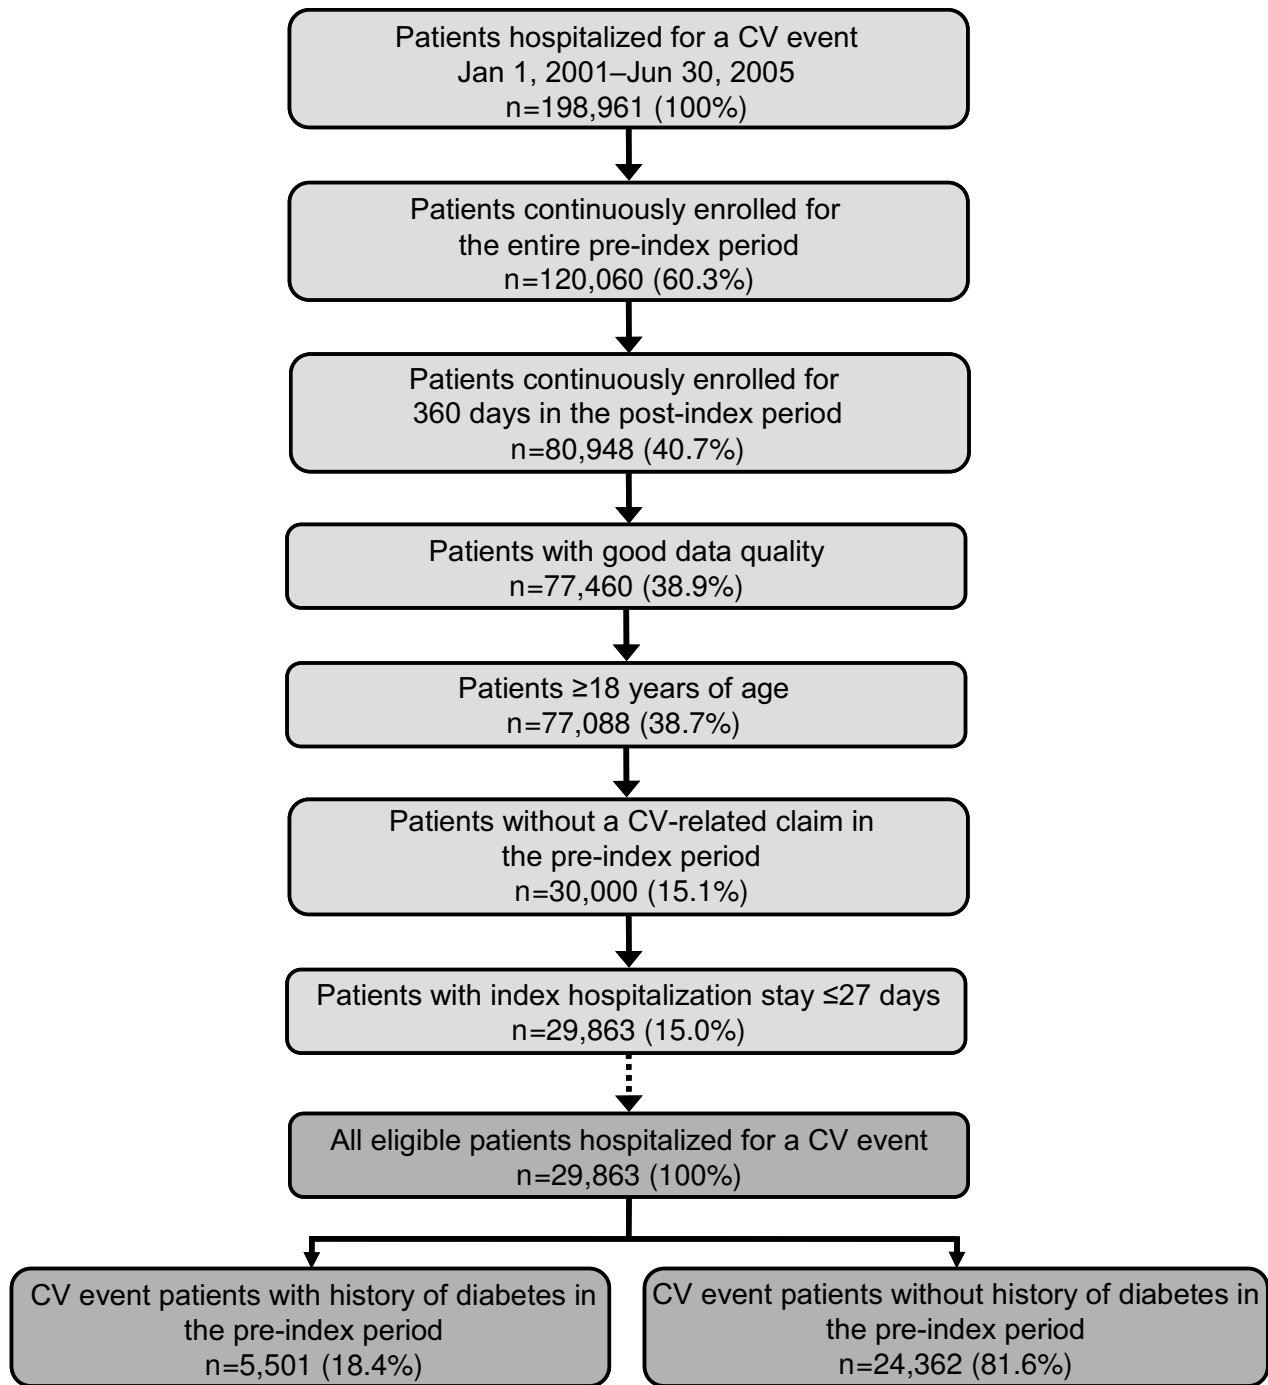 Patients hospitalized for a CV event
Jan 1, 2001–Jun 30, 2005
n=198,961 (100%)
Patients continuously enrolled for
the entire pre-index period
n=120,060 (60.3%)
Patients continuously enrolled for
360 days in the post-index period
n=80,948 (40.7%)
Patients with good data quality
n=77,460 (38.9%)
Patients ≥18 years of age
n=77,088 (38.7%)
Patients without a CV-related claim in
the pre-index period
n=30,000 (15.1%)
Patients with index hospitalization stay ≤27 days
n=29,863 (15.0%)
All eligible patients hospitalized for a CV event
n=29,863 (100%)
CV event patients with history of diabetes in
the pre-index period
n=5,501 (18.4%)
CV event patients without history of diabetes in
the pre-index period
n=24,362 (81.6%)